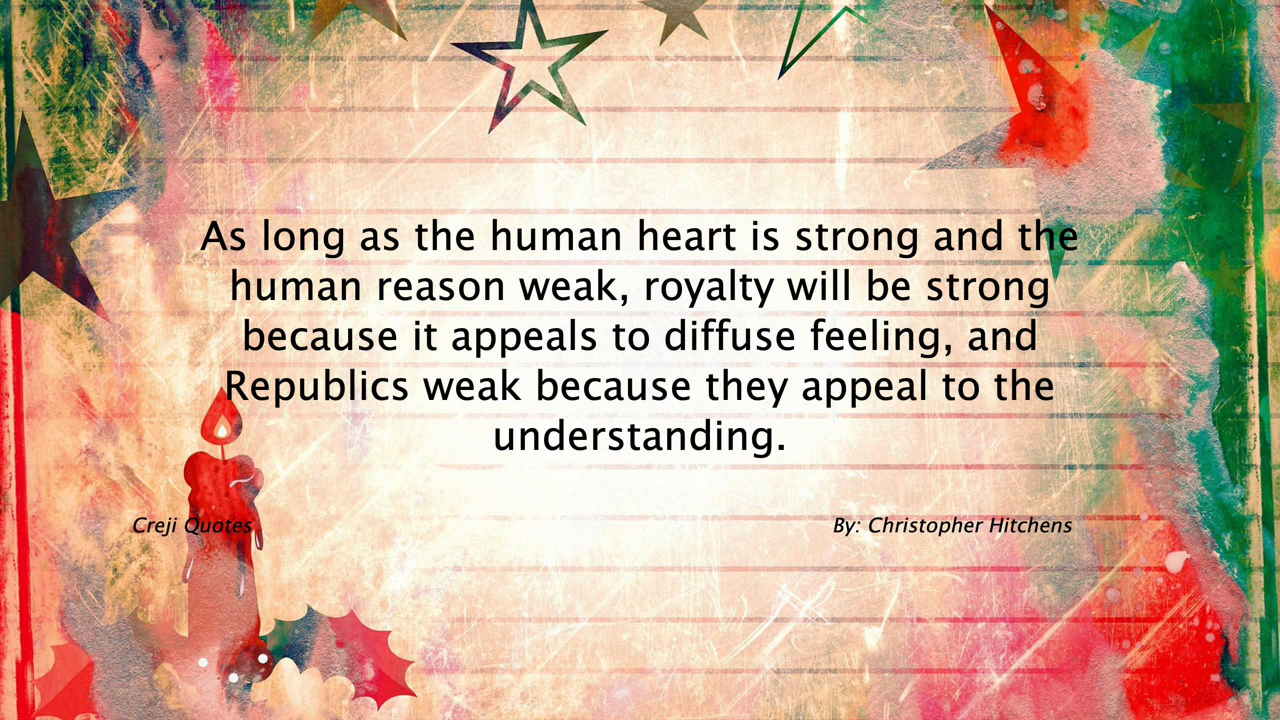 As long as the human heart is strong and the
human reason weak, royalty will be strong
because it appeals to diffuse feeling, and
Republics weak because they appeal to the
understanding.
Creji Quotes
By: Christopher Hitchens